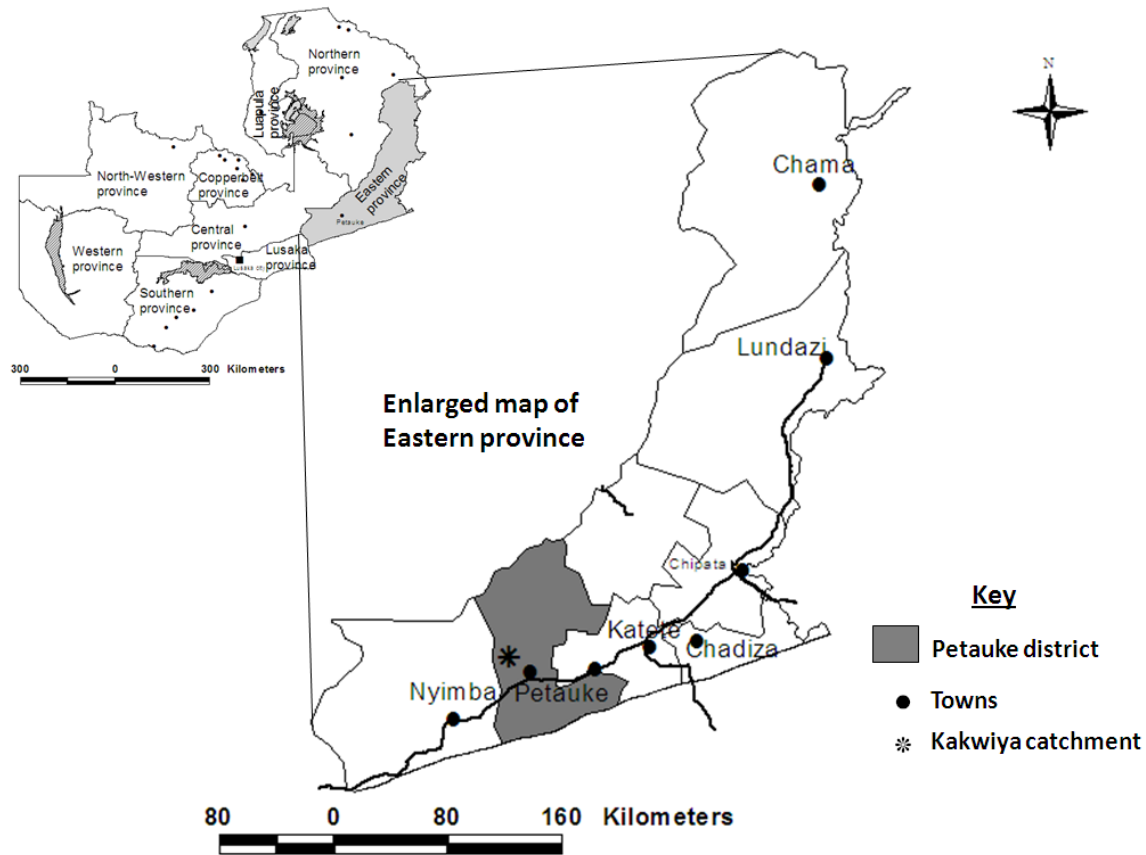 Northern
province
Luapula
province
North-Western
province
Copperbelt
province
Eastern
province
Petauke
Central
province
Western
province
Lusaka
province
Lusaka city
Southern
province
300 0 300 Kilometers
N
Chama
Lundazi
Enlarged map of
Eastern province
Chipata
Katete
Chadiza
Nyimba
Petauke
Key
Petauke district
Towns
Kakwiya catchment
80 0 80 160 Kilometers